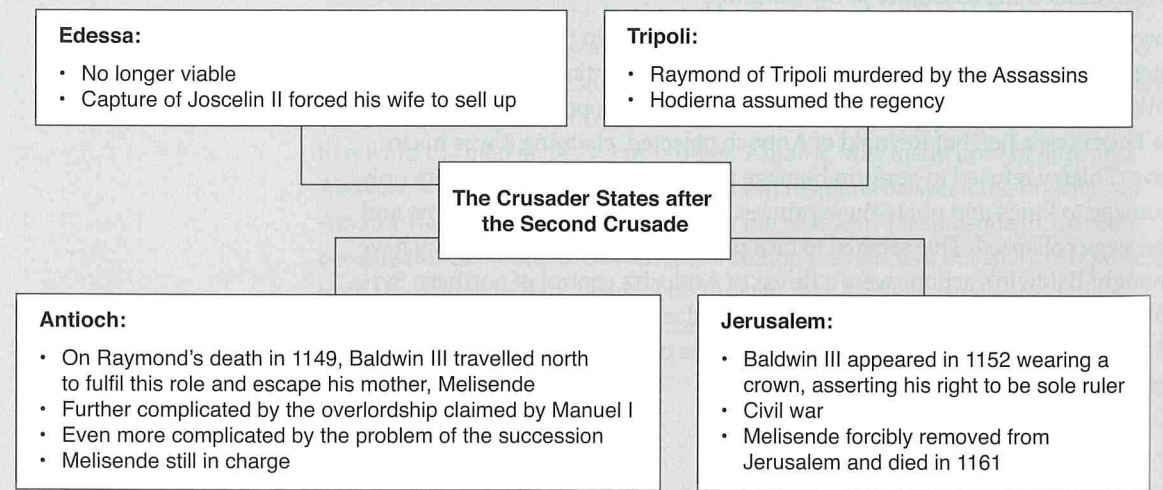 Edessa:
• No longer viable
• Capture of Joscelin II forced his wife to sell up
Tripoli:
• Raymond of Tripoli murdered by the Assassins
• Hodierna assumed the regency
The Crusader States after
the Second Crusade
Antioch:
• On Raymond's death in 1149, Baldwin III travelled north
to fulfil this role and escape his mother, Melisende
• Further complicated by the overlordship claimed by Manuel I
• Even more complicated by the problem of the succession
• Melisende still in charge
Jerusalem:
• Baldwin III appeared in 1152 wearing a
crown, asserting his right to be sole ruler
• Civil war
• Melisende forcibly removed from
Jerusalem and died in 1161